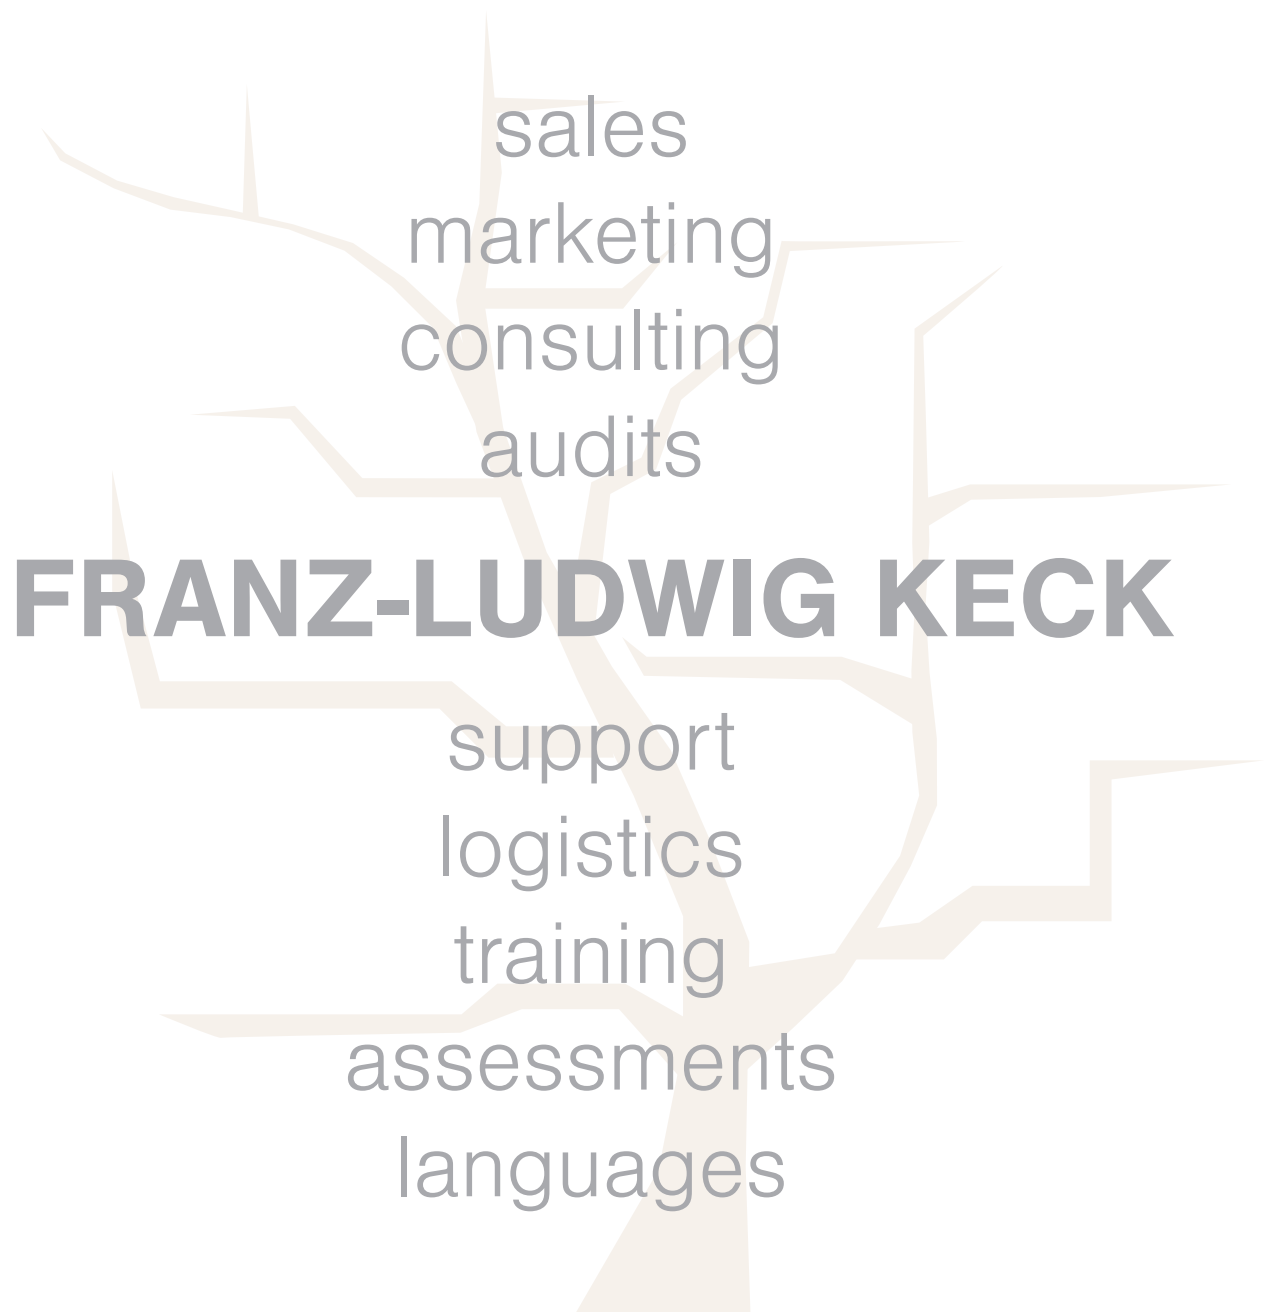 sales
marketing
consulting
audits
FRANZ-LUDWIG KECK
support
logistics
training
assessments
languages